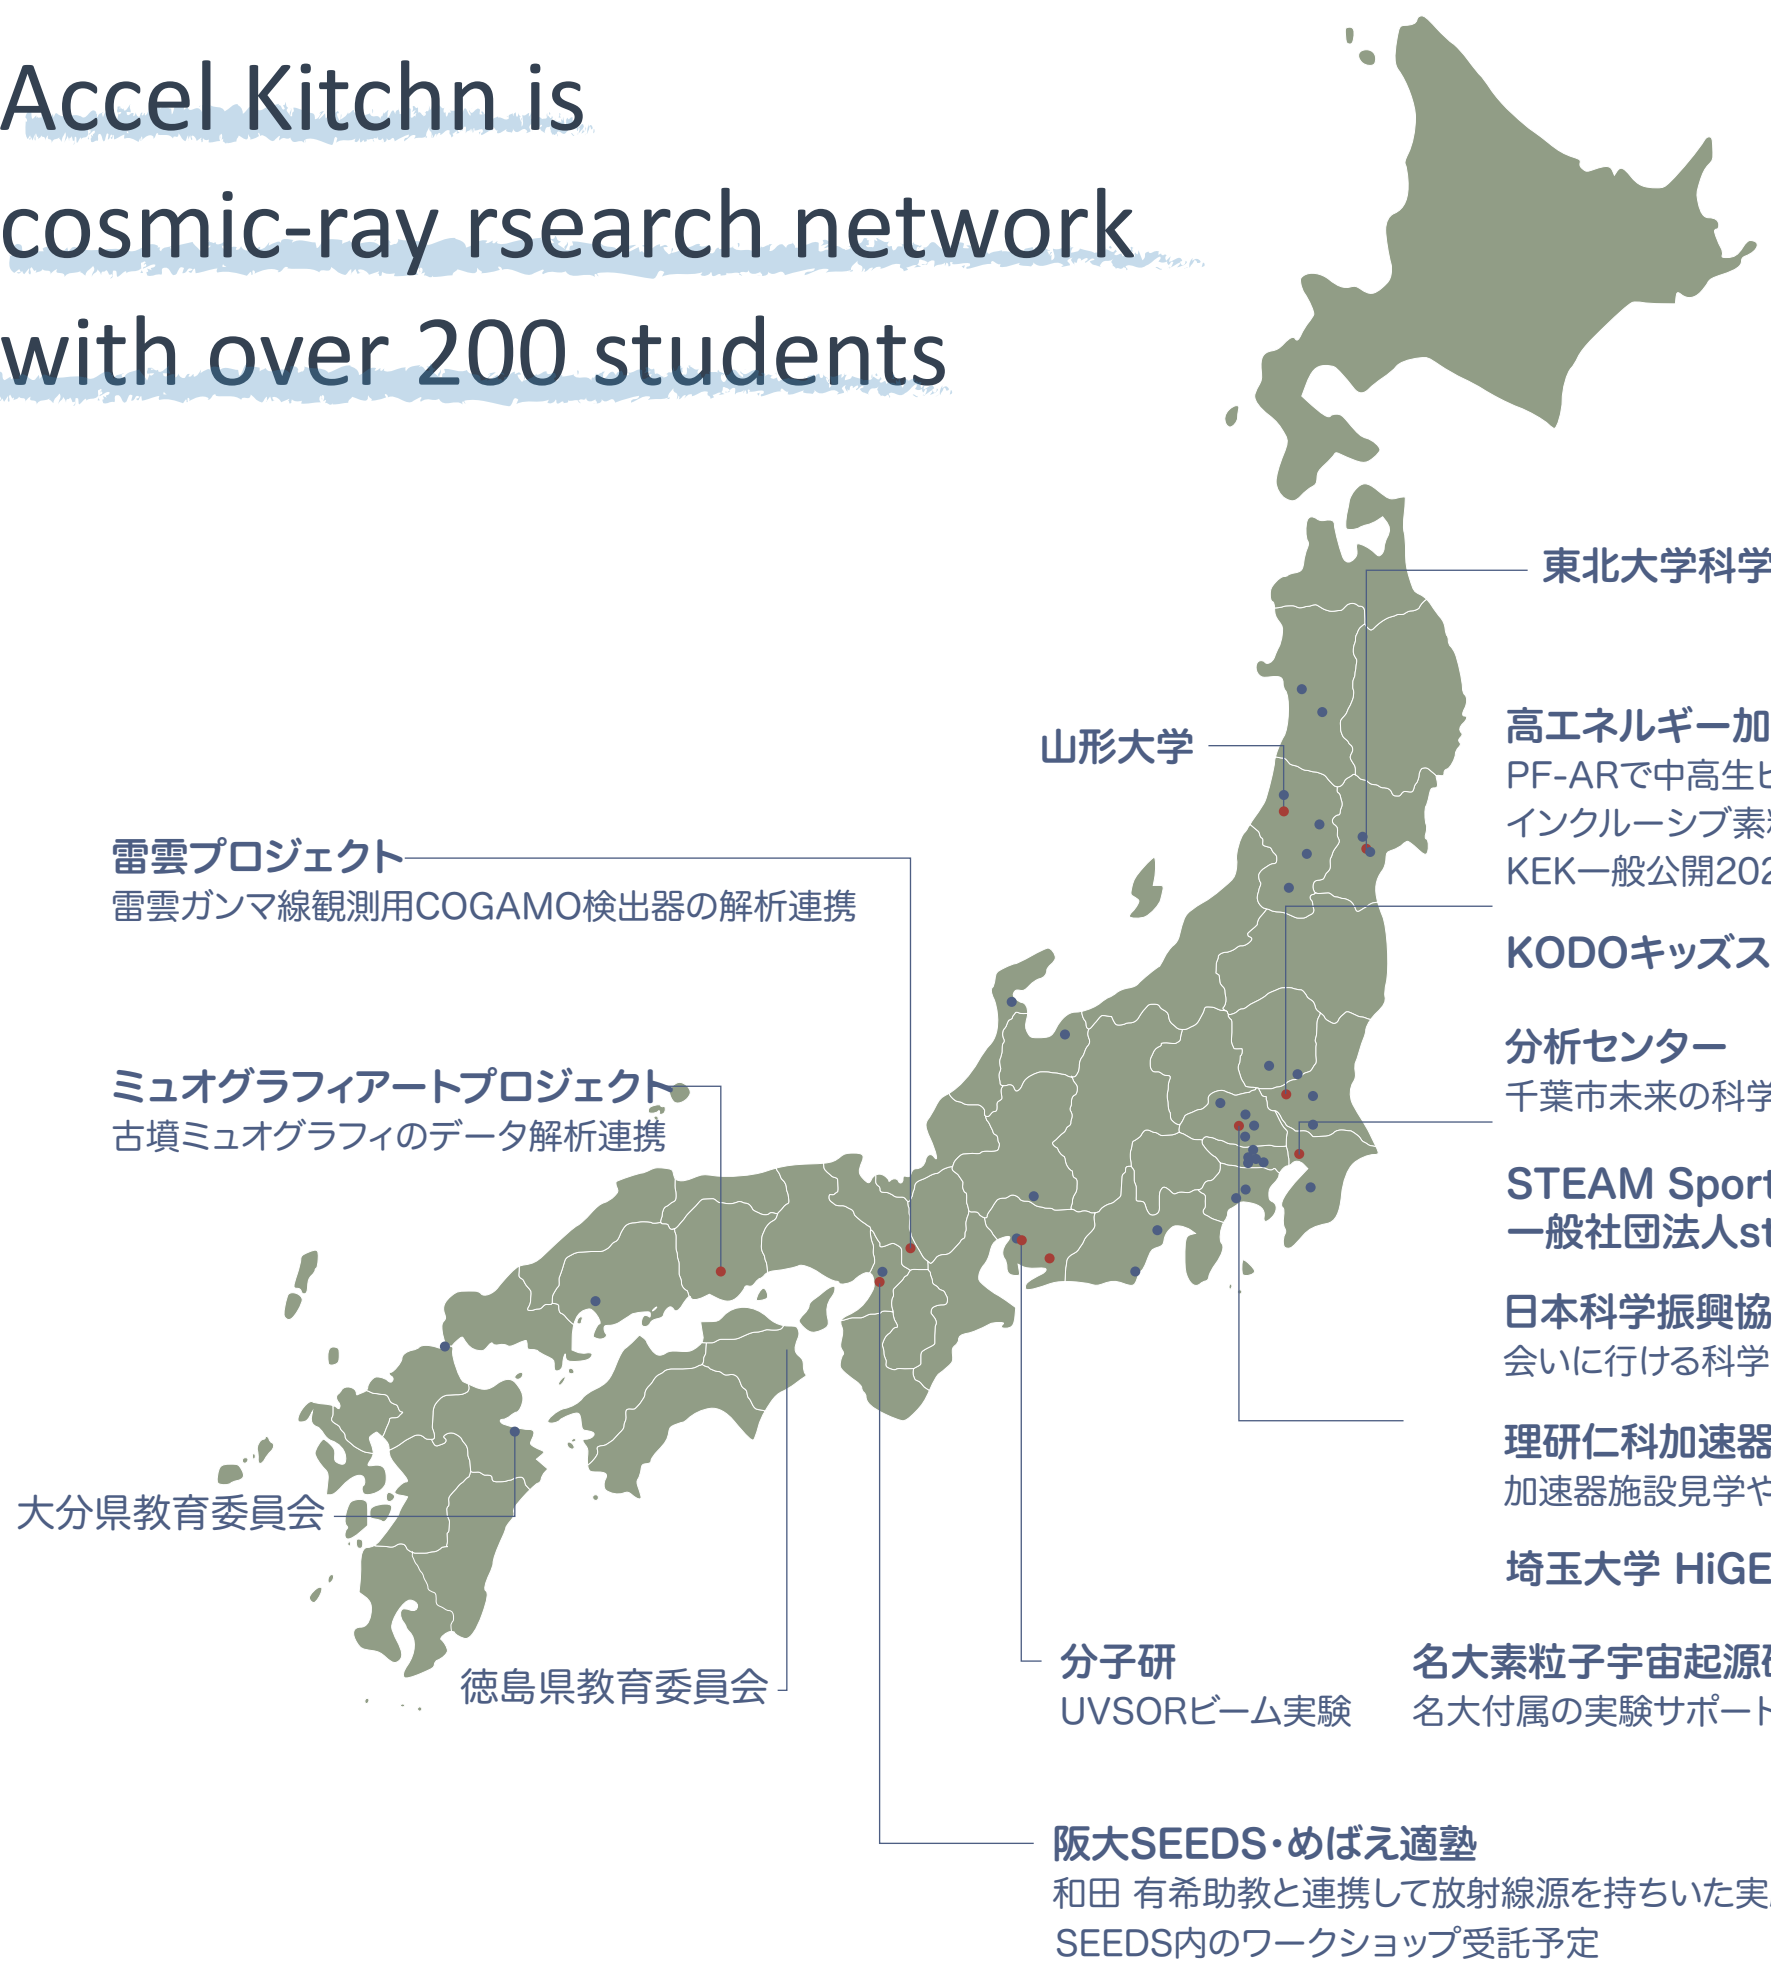 Accel Kitchn is
cosmic-ray rsearch network
with over 200 students
東北大学科学
山形大学
高エネルギー加
PF-ARで中高生ビ
インクルーシブ素粒
KEK一般公開202
雷雲プロジェクト
雷雲ガンマ線観測用COGAMO検出器の解析連携
KODOキッズス
分析センター
千葉市未来の科学
ミュオグラフィアートプロジェクト
古墳ミュオグラフィのデータ解析連携
STEAM Sport
一般社団法人st
日本科学振興協
会いに行ける科学
理研仁科加速器
加速器施設見学や
大分県教育委員会
埼玉大学 HiGE
徳島県教育委員会
分子研
UVSORビーム実験
名大素粒子宇宙起源研
名大付属の実験サポート
阪大SEEDS・めばえ適塾
和田 有希助教と連携して放射線源を持ちいた実
SEEDS内のワークショップ受託予定